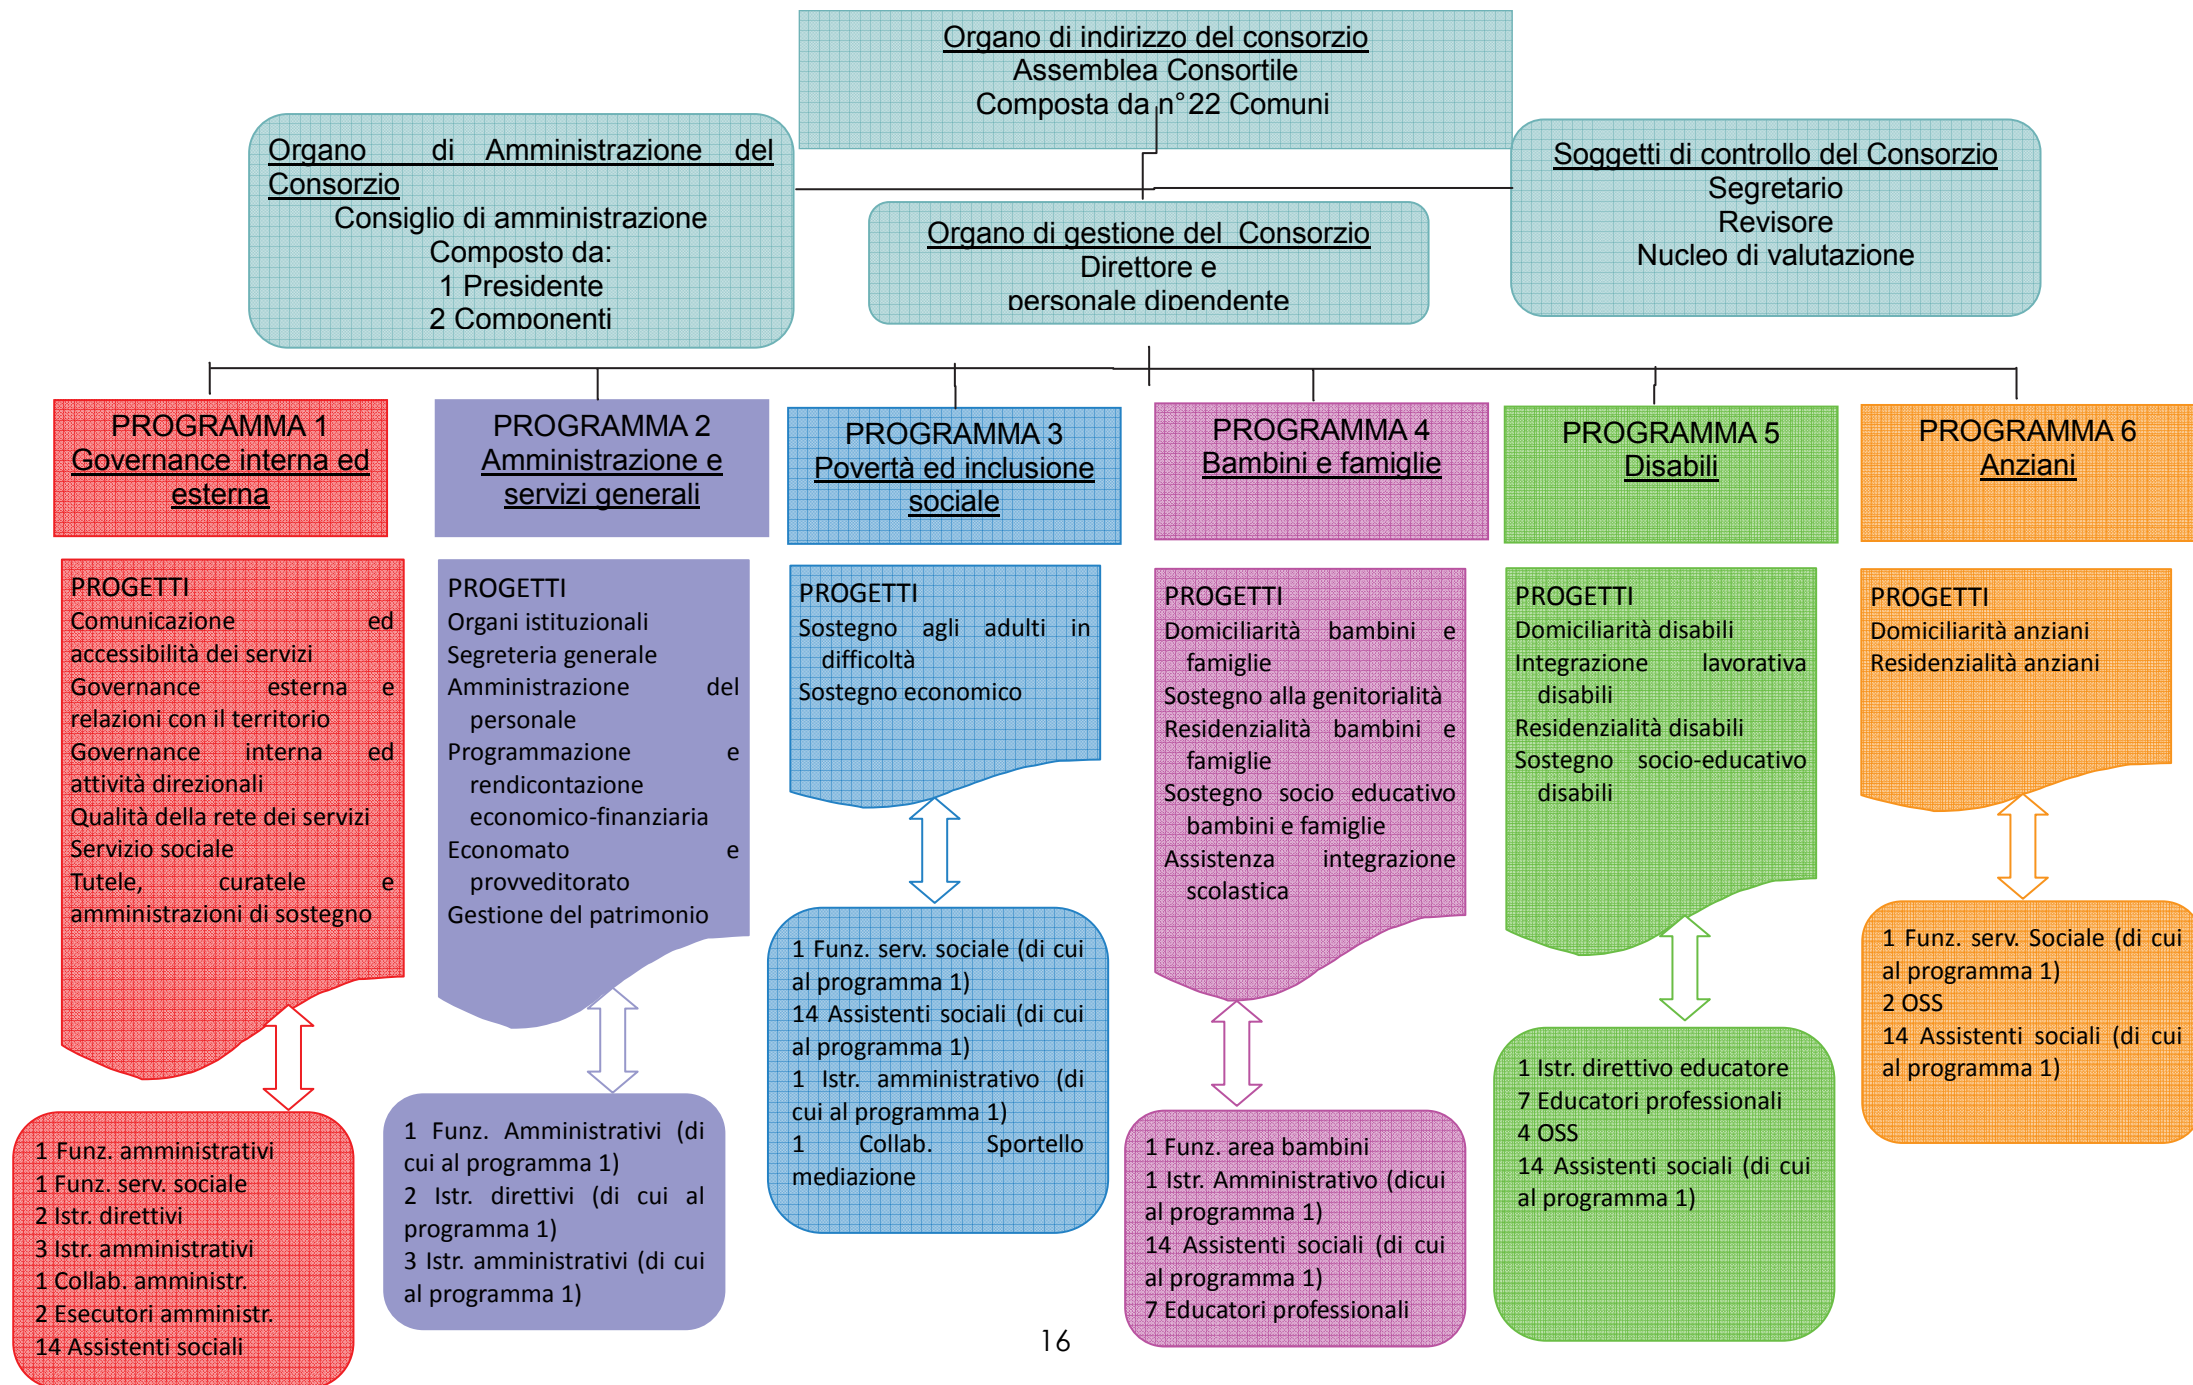 Organo di indirizzo del consorzio
Assemblea Consortile
Composta da n°22 Comuni
Organo di Amministrazione del
Consorzio
Consiglio di amministrazione
Composto da:
1 Presidente
2 Componenti
Organo di gestione del Consorzio
Direttore e
personale dipendente
Soggetti di controllo del Consorzio
Segretario
Revisore
Nucleo di valutazione
PROGRAMMA 1
Governance interna ed
esterna
PROGRAMMA 2
Amministrazione e
servizi generali
PROGRAMMA 3
Povertà ed inclusione
sociale
PROGRAMMA 4
Bambini e famiglie
PROGRAMMA 5
Disabili
PROGRAMMA 6
Anziani
PROGETTI
Comunicazione ed
accessibilità dei servizi
Governance esterna e
relazioni con il territorio
Governance interna ed
attività direzionali
Qualità della rete dei servizi
Servizio sociale
Tutele, curatele e
amministrazioni di sostegno
PROGETTI
Organi istituzionali
Segreteria generale
Amministrazione del
personale
Programmazione e
rendicontazione
economico-finanziaria
Economato e
provveditorato
Gestione del patrimonio
PROGETTI
Sostegno agli adulti in
difficoltà
Sostegno economico
PROGETTI
Domiciliarità bambini e
famiglie
Sostegno alla genitorialità
Residenzialità bambini e
famiglie
Sostegno socio educativo
bambini e famiglie
Assistenza integrazione
scolastica
PROGETTI
Domiciliarità disabili
Integrazione lavorativa
disabili
Residenzialità disabili
Sostegno socio-educativo
disabili
PROGETTI
Domiciliarità anziani
Residenzialità anziani
1 Funz. amministrativi
1 Funz. serv. sociale
2 Istr. direttivi
3 Istr. amministrativi
1 Collab. amministr.
2 Esecutori amministr.
14 Assistenti sociali
1 Funz. Amministrativi (di
cui al programma 1)
2 Istr. direttivi (di cui al
programma 1)
3 Istr. amministrativi (di cui
al programma 1)
1 Funz. serv. sociale (di cui
al programma 1)
14 Assistenti sociali (di cui
al programma 1)
1 Istr. amministrativo (di
cui al programma 1)
1 Collab. Sportello
mediazione
1 Funz. area bambini
1 Istr. Amministrativo (dicui
al programma 1)
14 Assistenti sociali (di cui
al programma 1)
7 Educatori professionali
1 Istr. direttivo educatore
7 Educatori professionali
4 OSS
14 Assistenti sociali (di cui
al programma 1)
1 Funz. serv. Sociale (di cui
al programma 1)
2 OSS
14 Assistenti sociali (di cui
al programma 1)
16